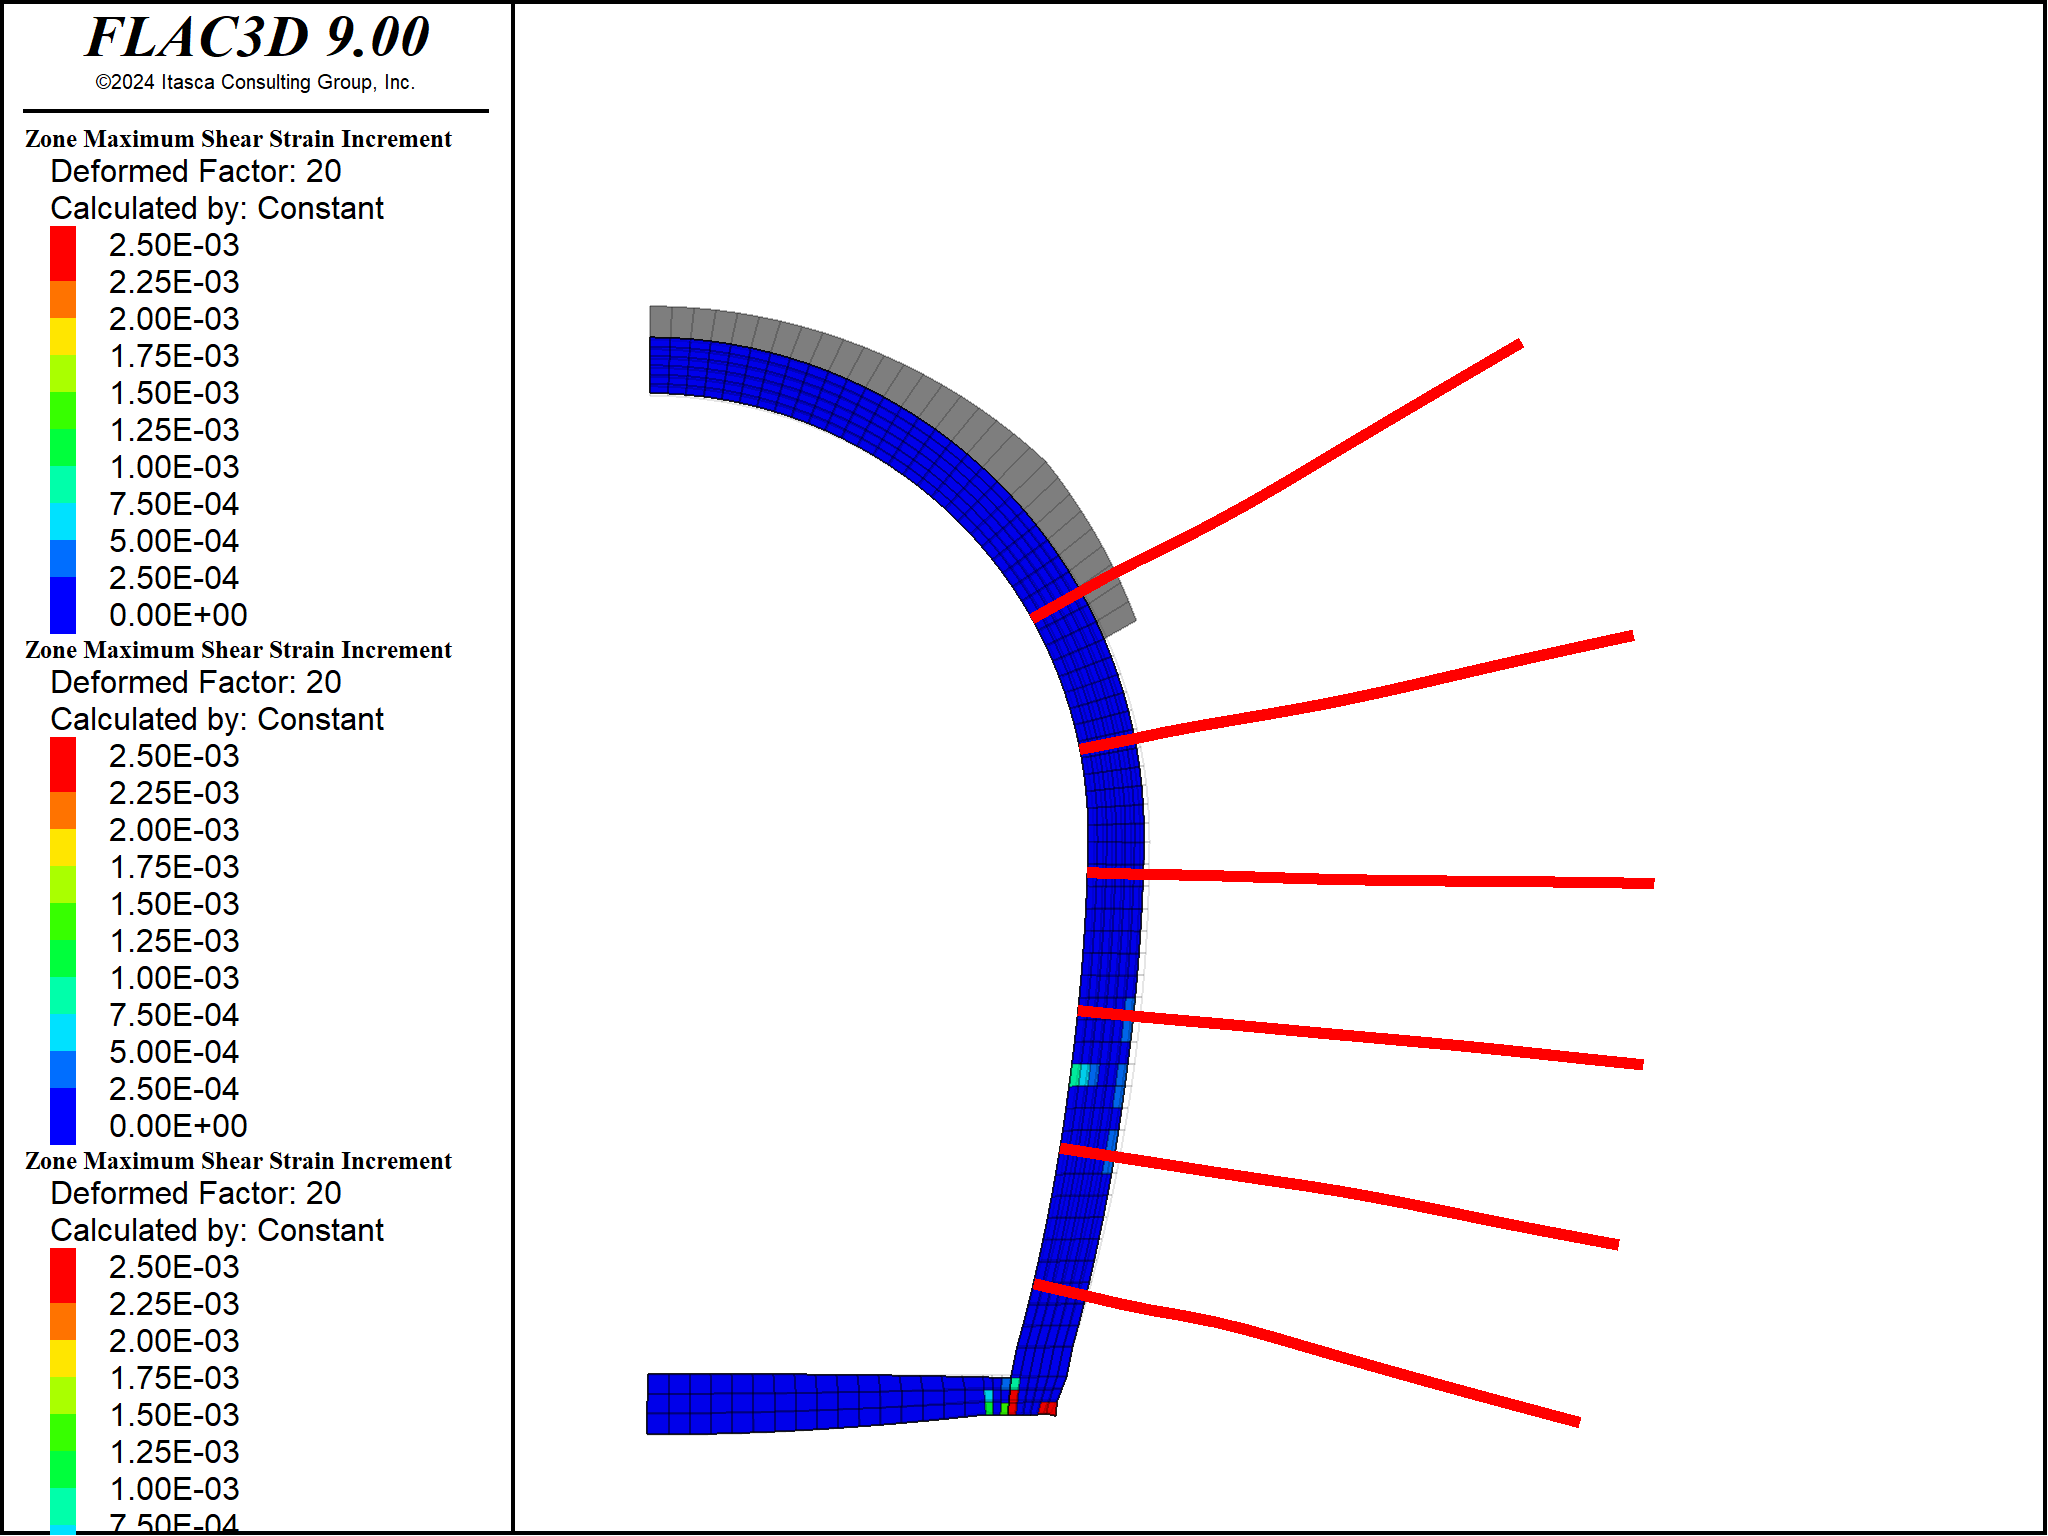 FLAC3D 9.00
©2024 Itasca Consulting Group, Inc.
Zone Maximum Shear Strain Increment
Deformed Factor: 20
Calculated by: Constant
2.50E-03
2.25E-03
2.00E-03
1.75E-03
1.50E-03
1.25E-03
1.00E-03
7.50E-04
5.00E-04
2.50E-04
0.00E+00
Zone Maximum Shear Strain Increment
Deformed Factor: 20
Calculated by: Constant
2.50E-03
2.25E-03
2.00E-03
1.75E-03
1.50E-03
1.25E-03
1.00E-03
7.50E-04
5.00E-04
2.50E-04
0.00E+00
Zone Maximum Shear Strain Increment
Deformed Factor: 20
Calculated by: Constant
2.50E-03
2.25E-03
2.00E-03
1.75E-03
1.50E-03
1.25E-03
1.00E-03
7.50E-04